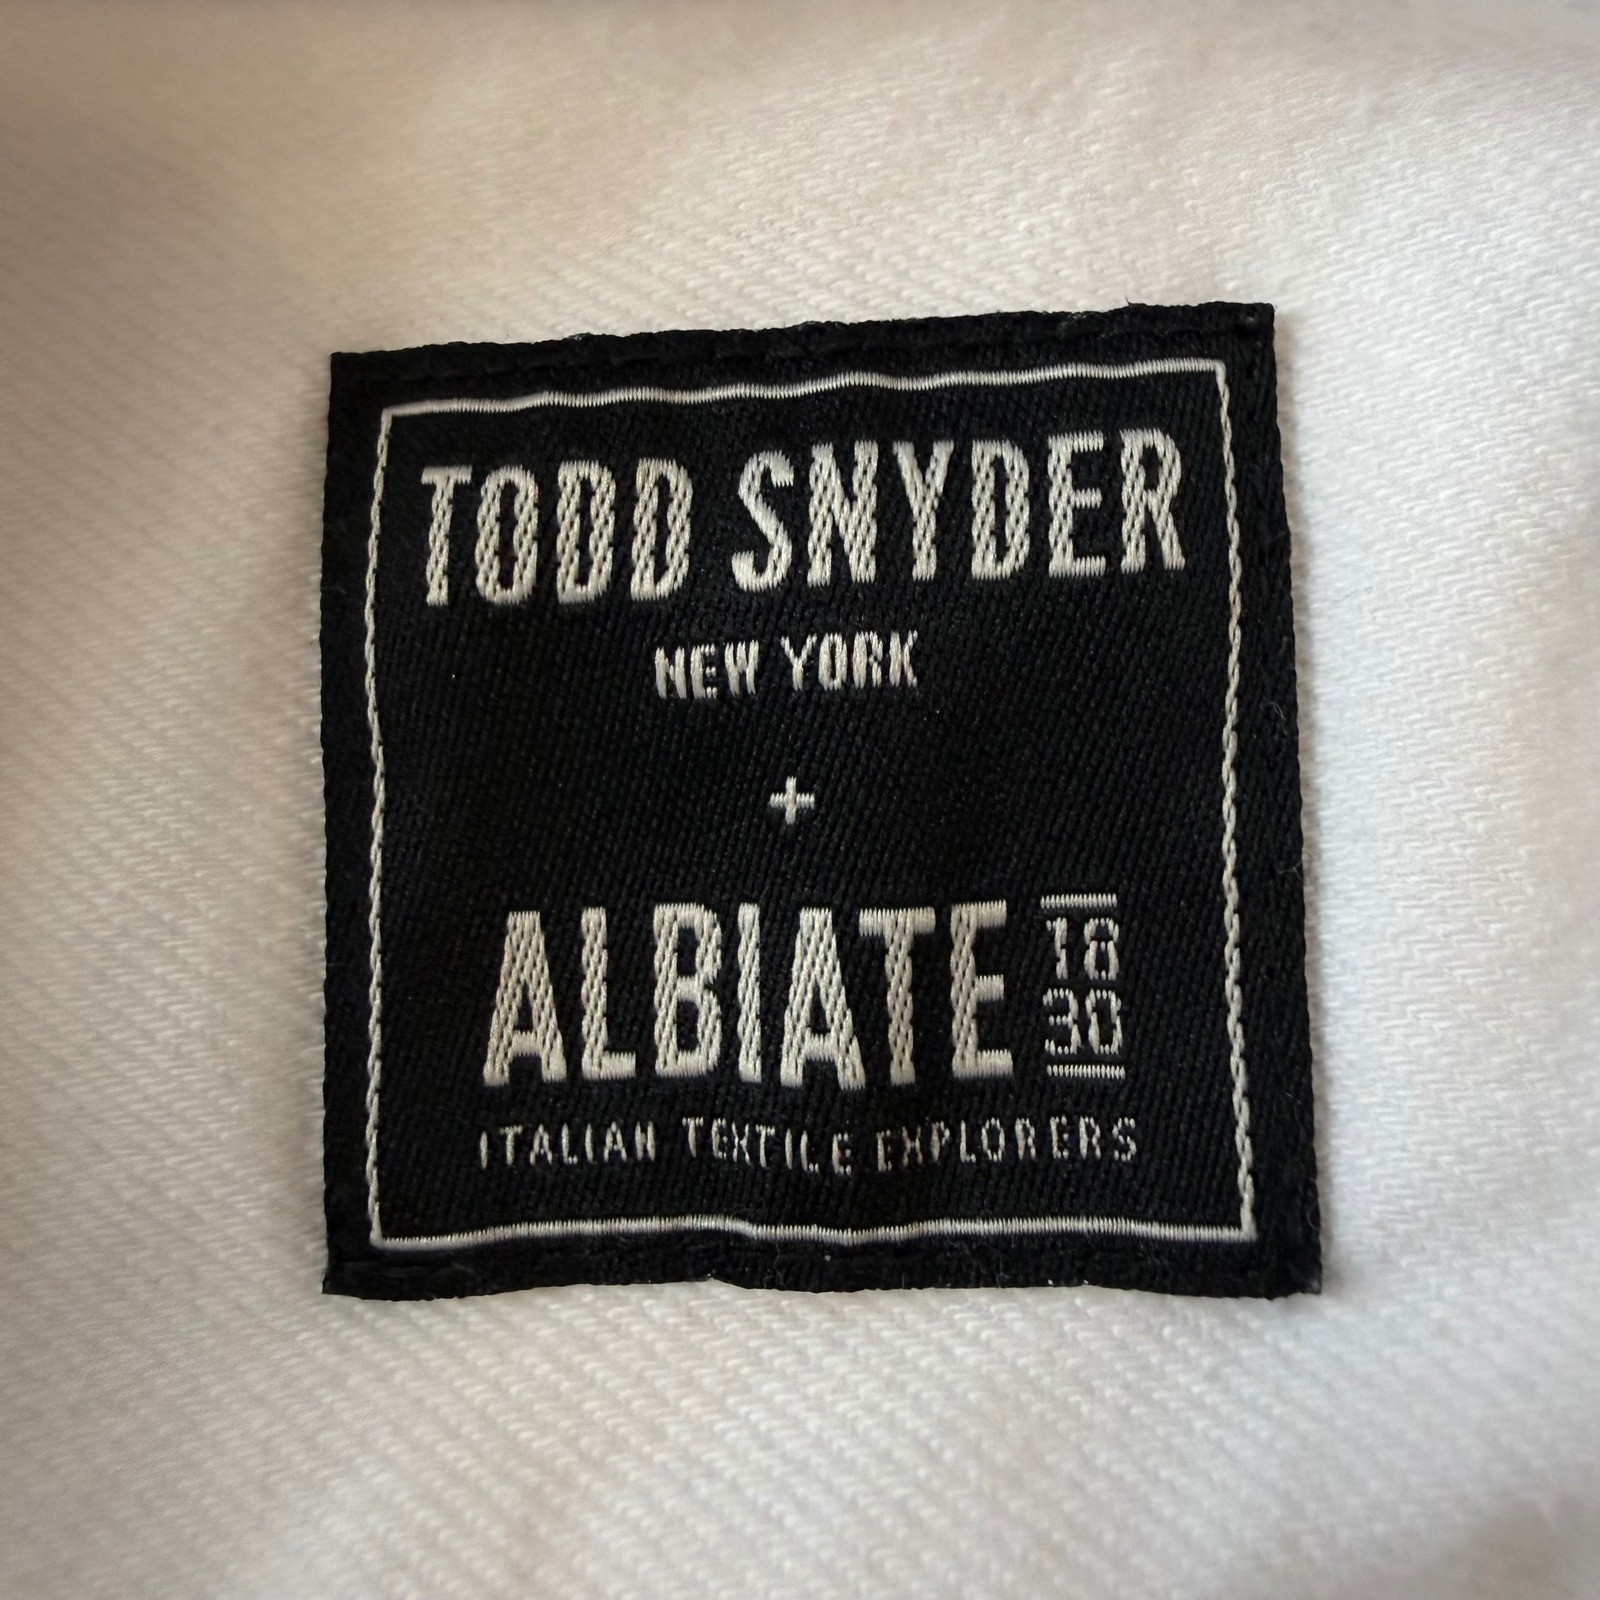 TODD SNYDER
NEW YORK
+
ALBIATE 18
30
ITALIAN TEXTILE EXPLORERS